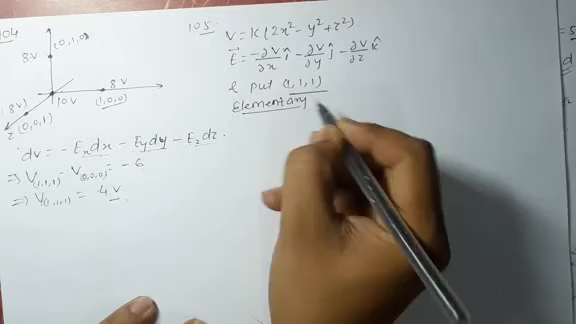 104
(0,1,0)
8V
8V
10V
(1,0,0)
(8V)
Z (0,0,1)
dv = -Exdx - Eydy - Ezdz.
⇒ V(1,1,1) - V(0,0,0) = -6
⇒ V(1,1,1) = 4V.
105.
V = K(2x² - y² + z²)
E⃗ = -∂V/∂x î - ∂V/∂y ĵ - ∂V/∂z k̂
& put (1,1,1)
Elementary